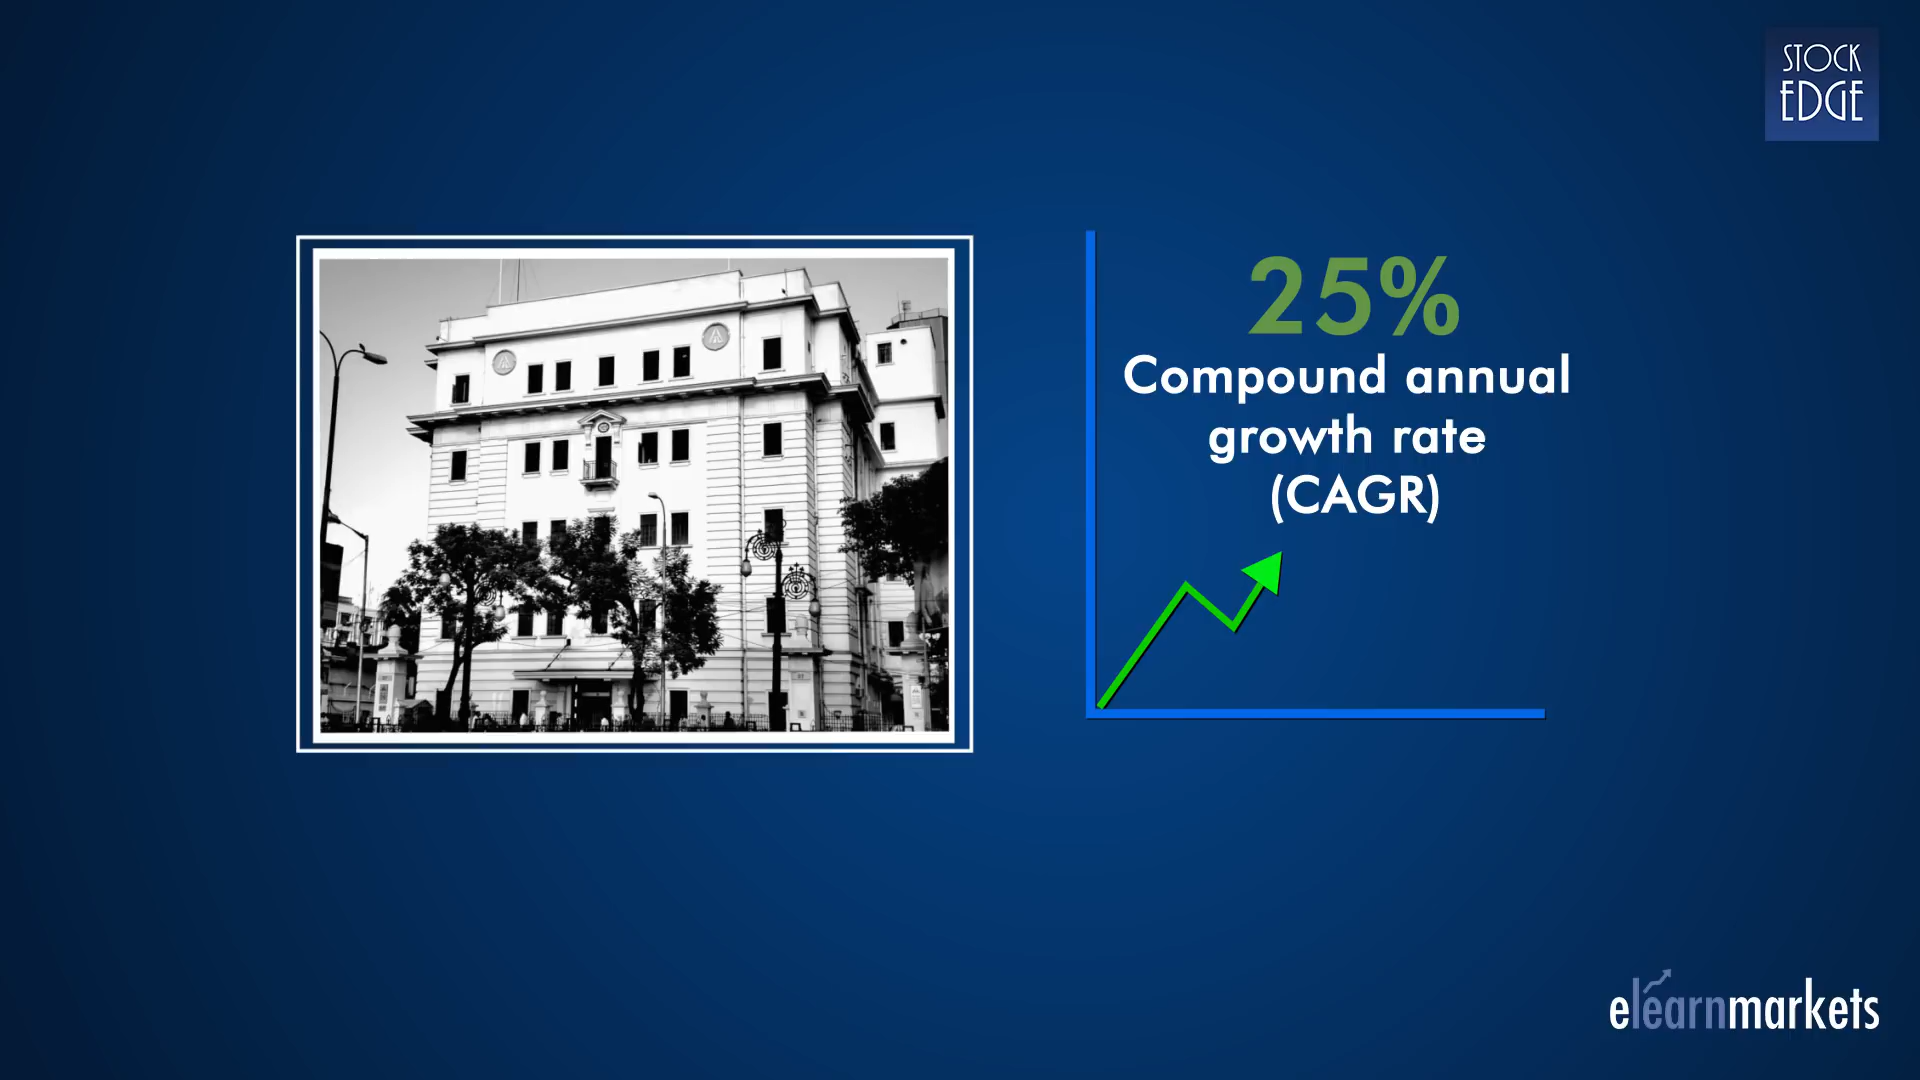 STOCK
EDGE
25%
Compound annual
growth rate
(CAGR)
elearnmarkets